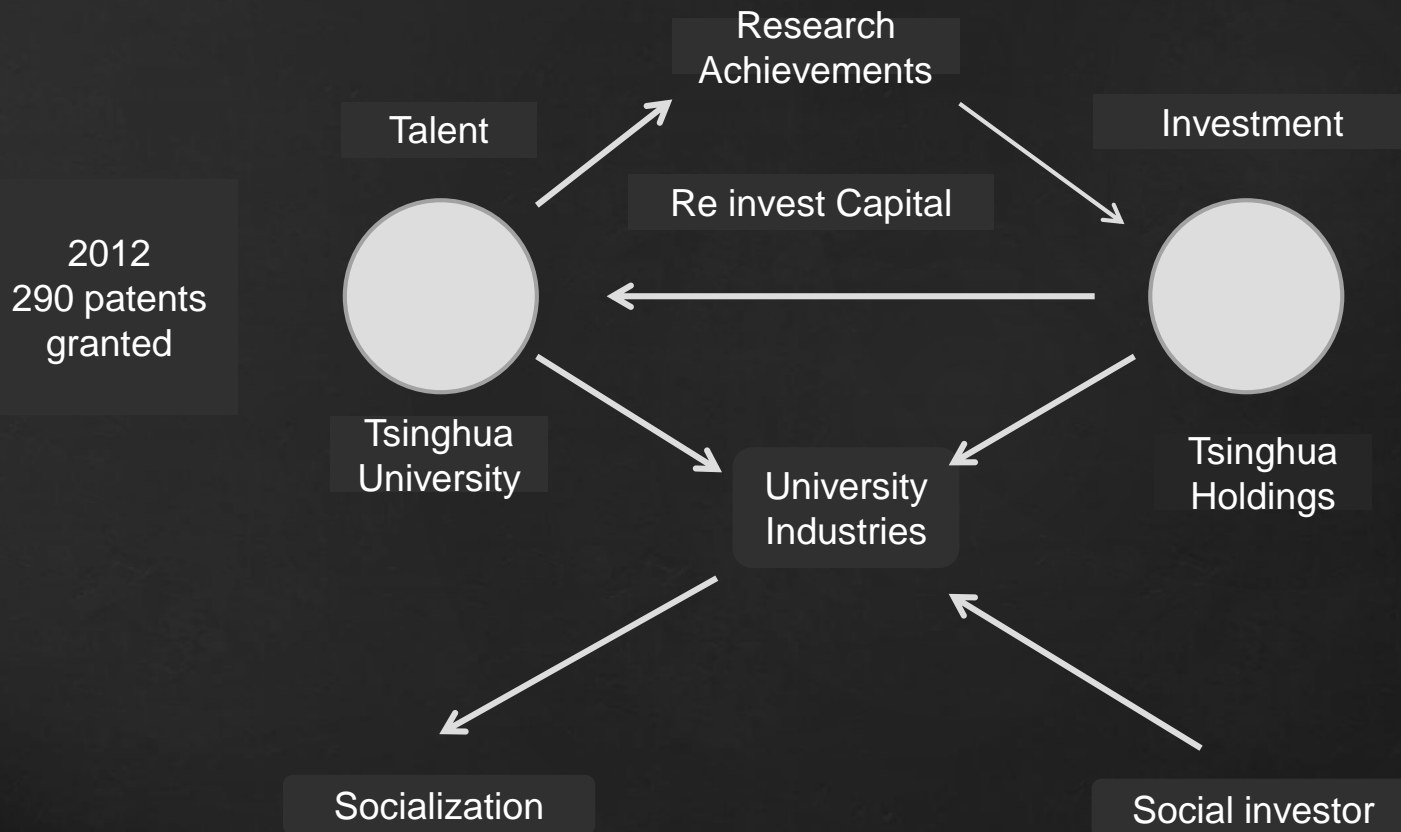 Research
Achievements
Talent
Investment
Re invest Capital
2012
290 patents
granted
Tsinghua
University
University
Industries
Tsinghua
Holdings
Socialization
Social investor